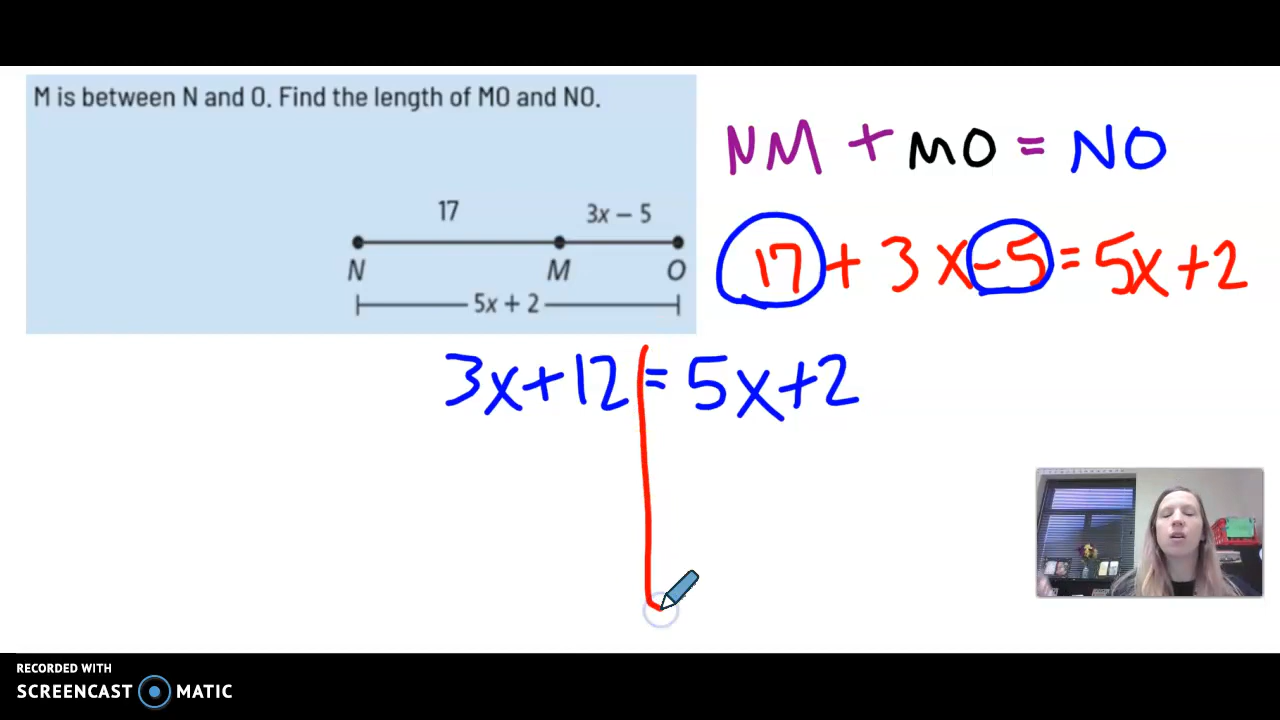 M is between N and O. Find the length of MO and NO.
NM + MO = NO
17 + 3x - 5 = 5x + 2
17 3x – 5
N M O
5x + 2
3x + 12 = 5x + 2
RECORDED WITH
SCREENCAST MATIC